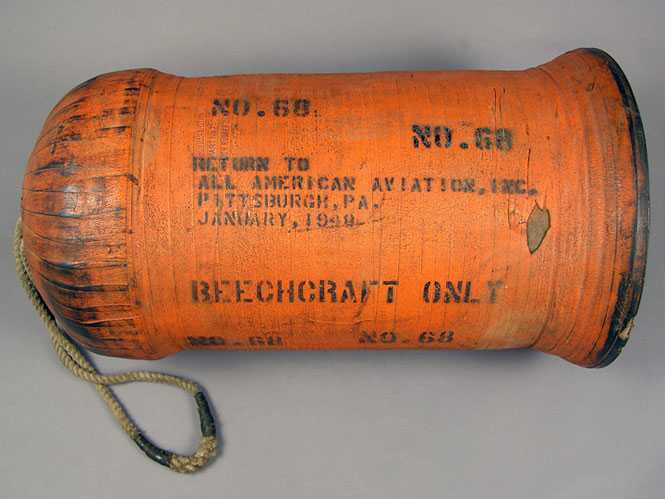 NO.68
NO.68
RETURN TO
ALL AMERICAN AVIATION, INC.
PITTSBURGH, PA.
JANUARY, 1949
BEECHCRAFT ONLY
NO.68
NO.68